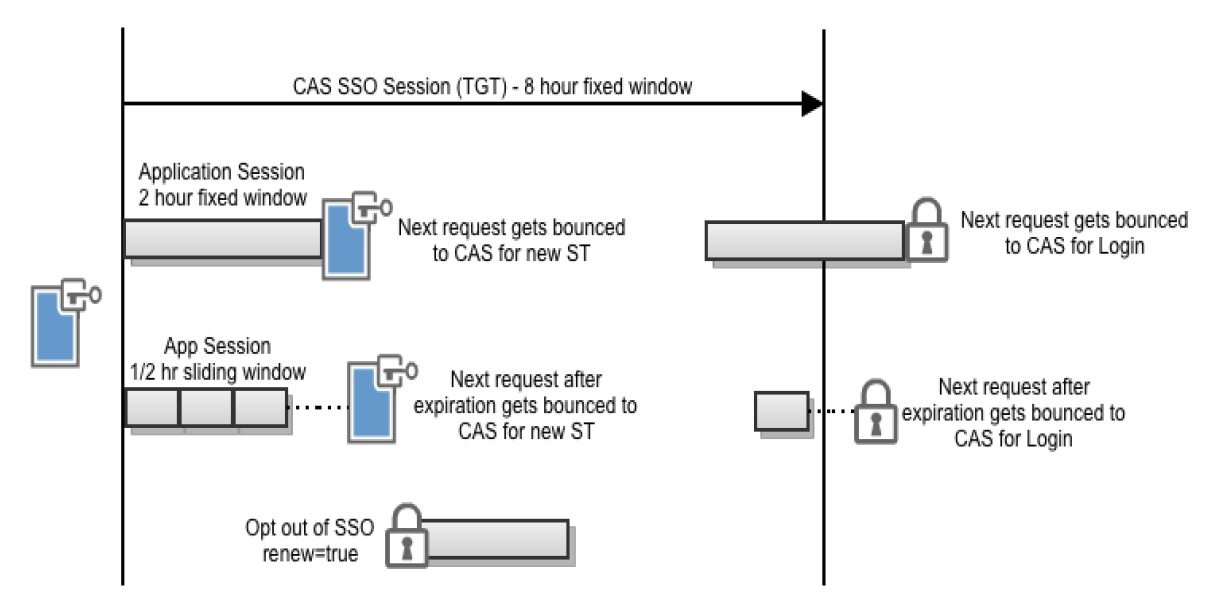 CAS SSO Session (TGT) - 8 hour fixed window
Application Session
2 hour fixed window
Next request gets bounced
to CAS for new ST
Next request gets bounced
to CAS for Login
App Session
1/2 hr sliding window
Next request after
expiration gets bounced to
CAS for new ST
Next request after
expiration gets bounced to
CAS for Login
Opt out of SSO
renew=true